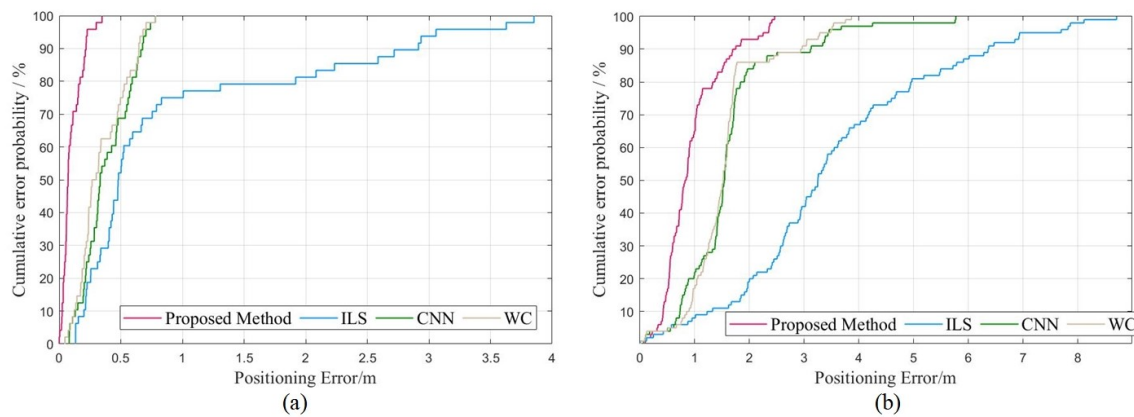 (a)
Cumulative error probability / %
100
90
80
70
60
50
40
30
20
10
0
Proposed Method ILS CNN WC
0 0.5 1 1.5 2 2.5 3 3.5 4
Positioning Error/m
(b)
Cumulative error probability / %
100
90
80
70
60
50
40
30
20
10
0
Proposed Method ILS CNN WC
0 1 2 3 4 5 6 7 8
Positioning Error/m